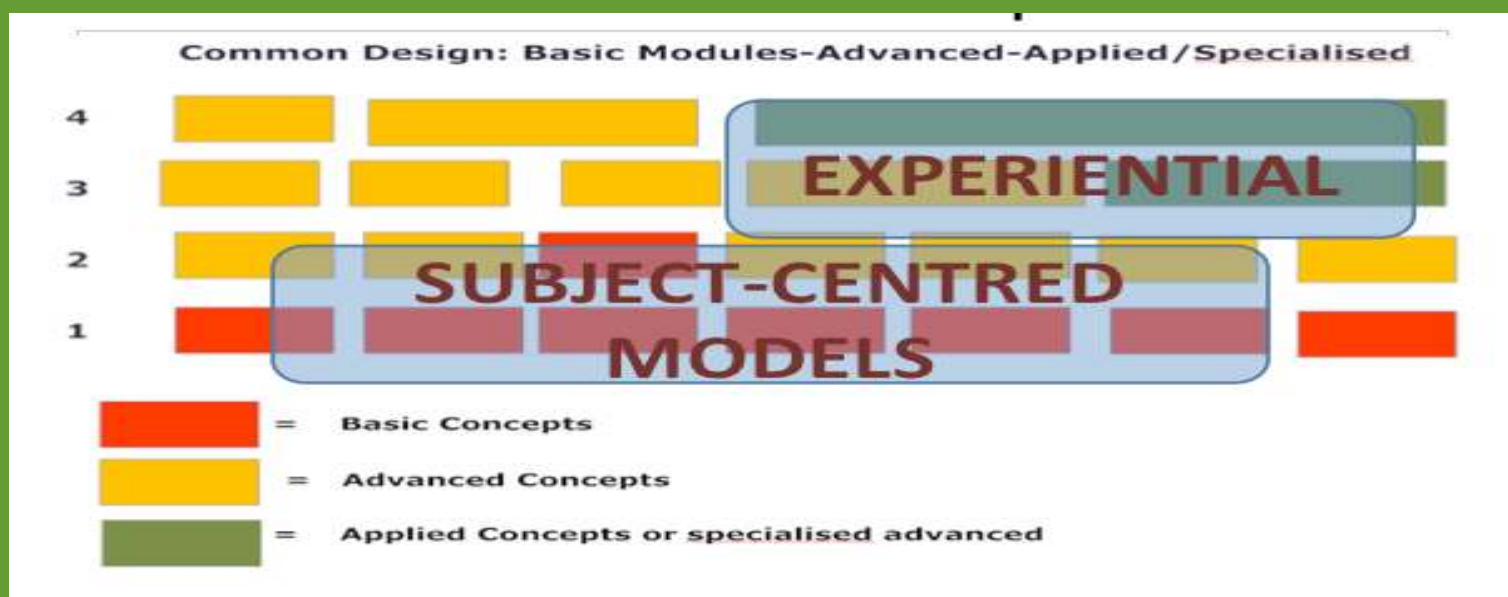 Common Design: Basic Modules-Advanced-Applied/Specialised
4
EXPERIENTIAL
3
2
SUBJECT-CENTRED
MODELS
1
= Basic Concepts
= Advanced Concepts
= Applied Concepts or specialised advanced